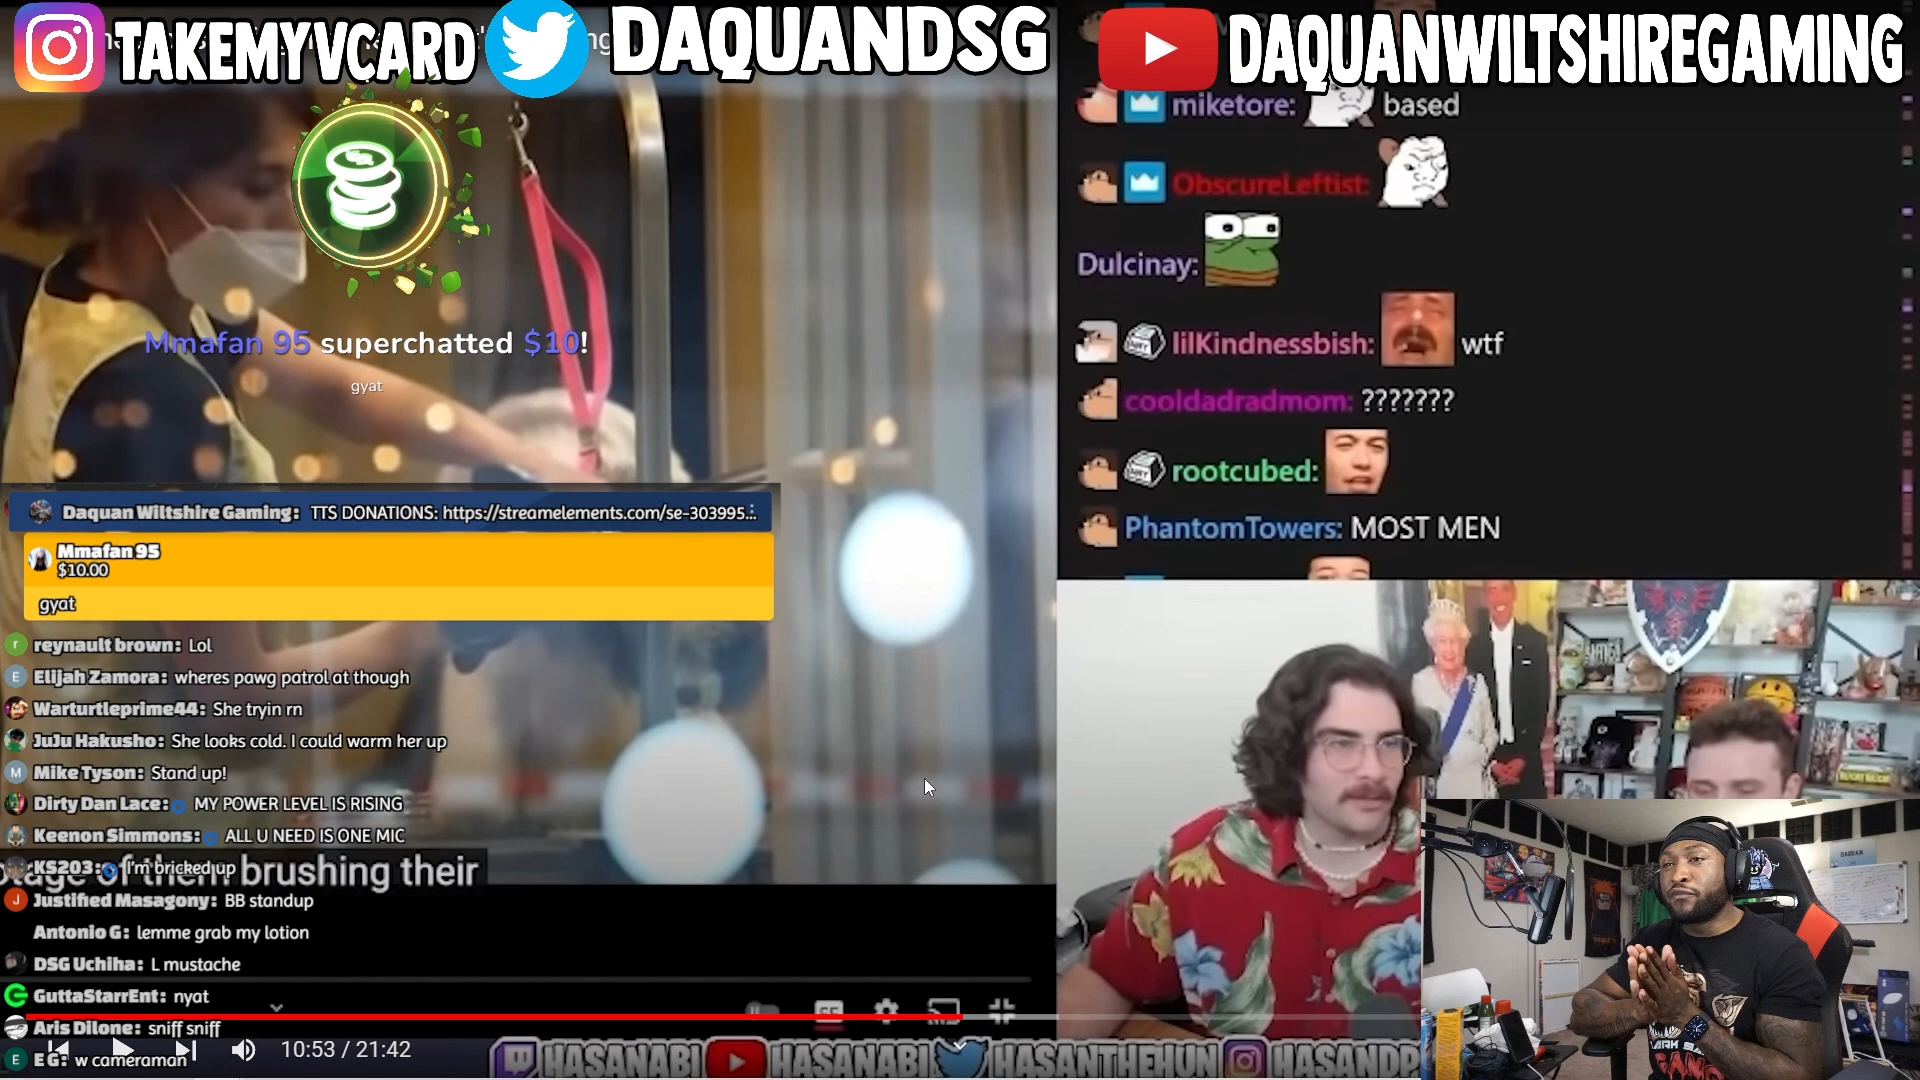 TAKEMYVCARD
DAQUANDSG
DAQUANWILTSHIREGAMING
miketore: based
ObscureLeftist:
Dulcinay:
lilKindnessbish: wtf
cooldadradmom: ???????
rootcubed:
PhantomTowers: MOST MEN
Mmafan 95 superchatted $10!
gyat
Daquan Wiltshire Gaming: TTS DONATIONS: https://streamelements.com/se-303995...
Mmafan 95
$10.00
gyat
reynault brown: Lol
Elijah Zamora: wheres pawg patrol at though
Warturtleprime44: She tryin rn
JuJu Hakusho: She looks cold. I could warm her up
Mike Tyson: Stand up!
Dirty Dan Lace: MY POWER LEVEL IS RISING
Keenon Simmons: ALL U NEED IS ONE MIC
KS203: I'm bricked up
of them brushing their
Justified Masagony: BB standup
Antonio G: lemme grab my lotion
DSG Uchiha: L mustache
GuttaStarrEnt: nyat
Aris Dilone: sniff sniff
E G: w cameraman
10:53 / 21:42
HASANABI
HASANABI
HASANTHEHUN
HASANDP
DAQUAN